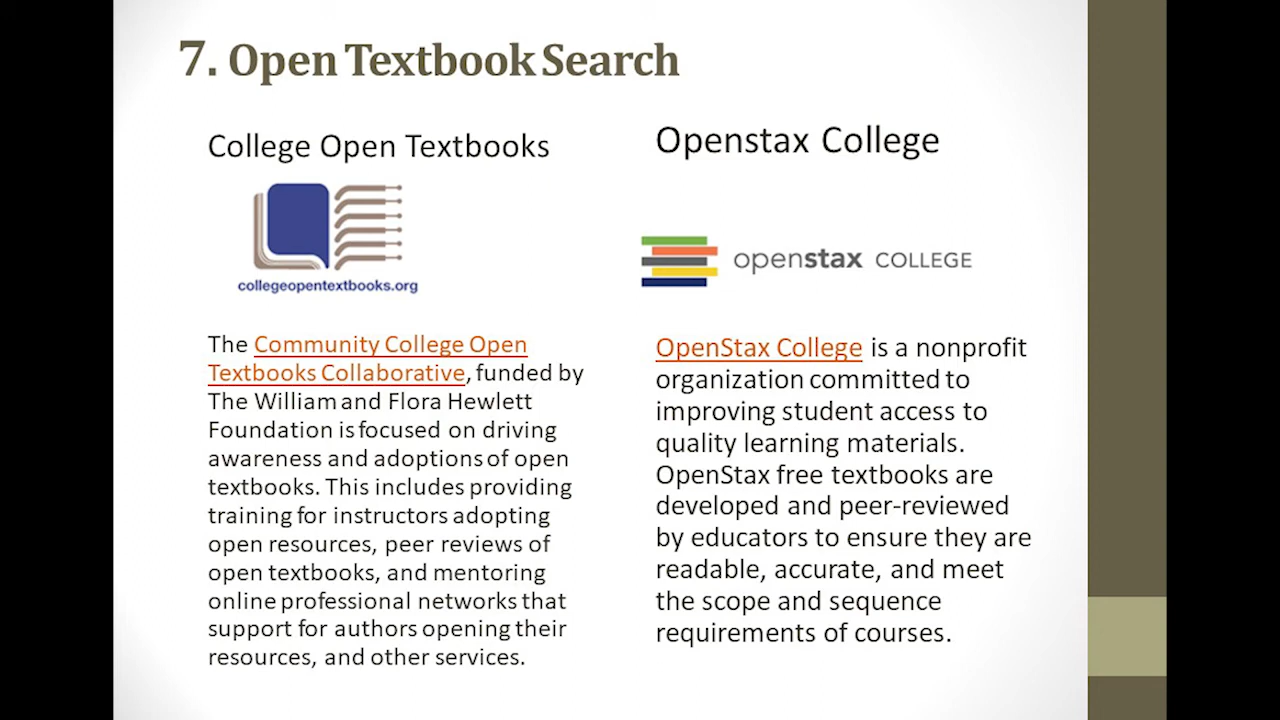 7. Open Textbook Search
College Open Textbooks
collegeopentextbooks.org
The Community College Open
Textbooks Collaborative, funded by
The William and Flora Hewlett
Foundation is focused on driving
awareness and adoptions of open
textbooks. This includes providing
training for instructors adopting
open resources, peer reviews of
open textbooks, and mentoring
online professional networks that
support for authors opening their
resources, and other services.
Openstax College
openstax COLLEGE
OpenStax College is a nonprofit
organization committed to
improving student access to
quality learning materials.
OpenStax free textbooks are
developed and peer-reviewed
by educators to ensure they are
readable, accurate, and meet
the scope and sequence
requirements of courses.